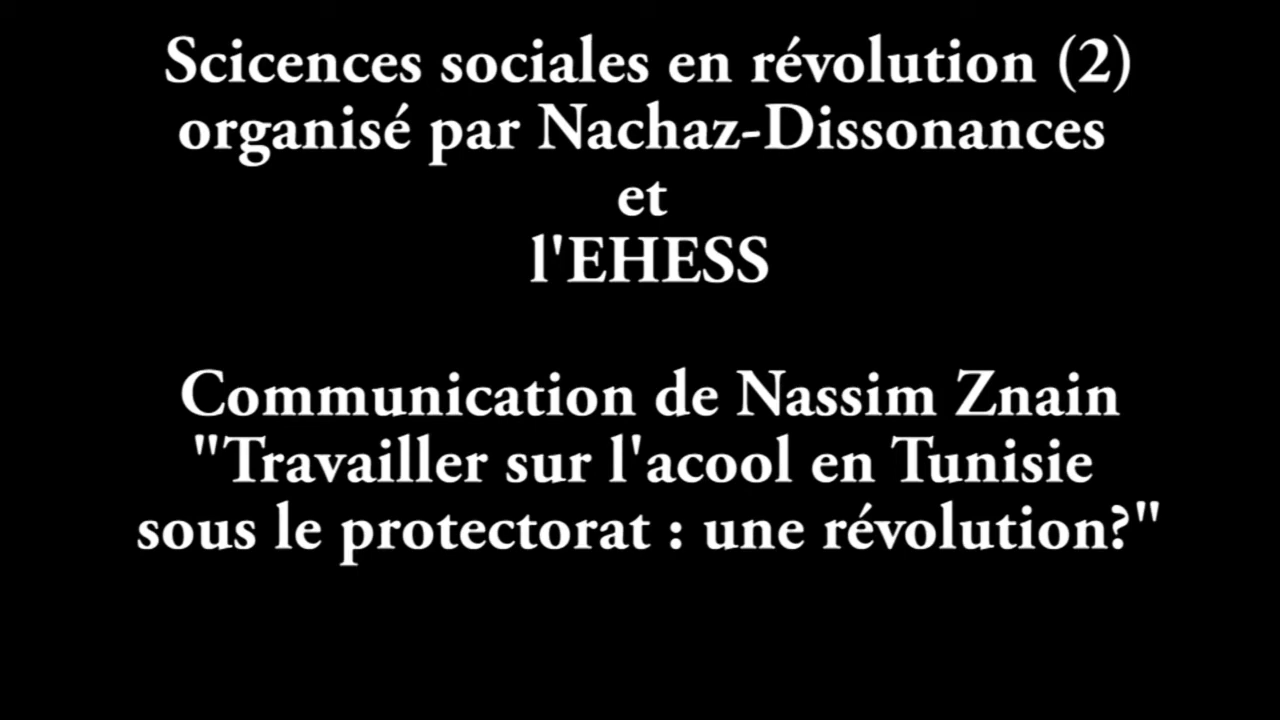 Scicences sociales en révolution (2)
organisé par Nachaz-Dissonances
et
l'EHESS
Communication de Nassim Znain
"Travailler sur l'acool en Tunisie
sous le protectorat : une révolution?"